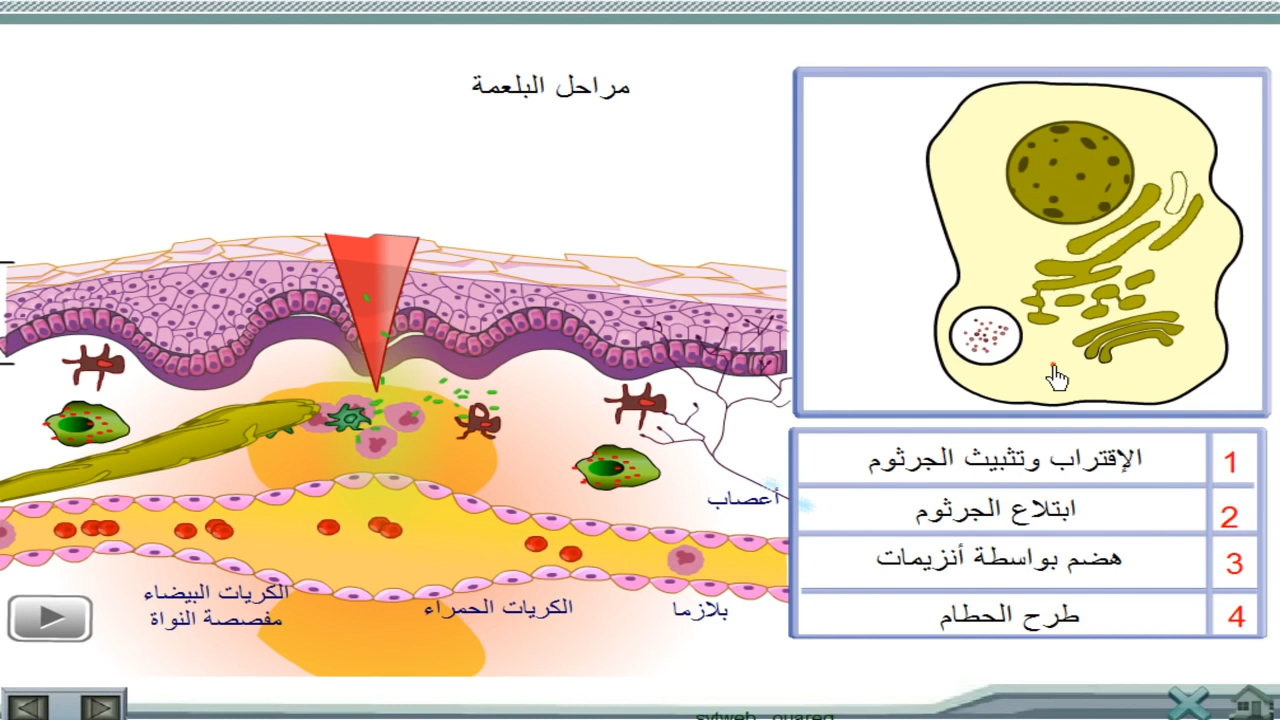 مراحل البلعمة
1 الإقتراب وتثبيث الجرثوم
2 ابتلاع الجرثوم
3 هضم بواسطة أنزيمات
4 طرح الحطام
أعصاب
الكريات البيضاء
مفصصة النواة
الكريات الحمراء
بلازما